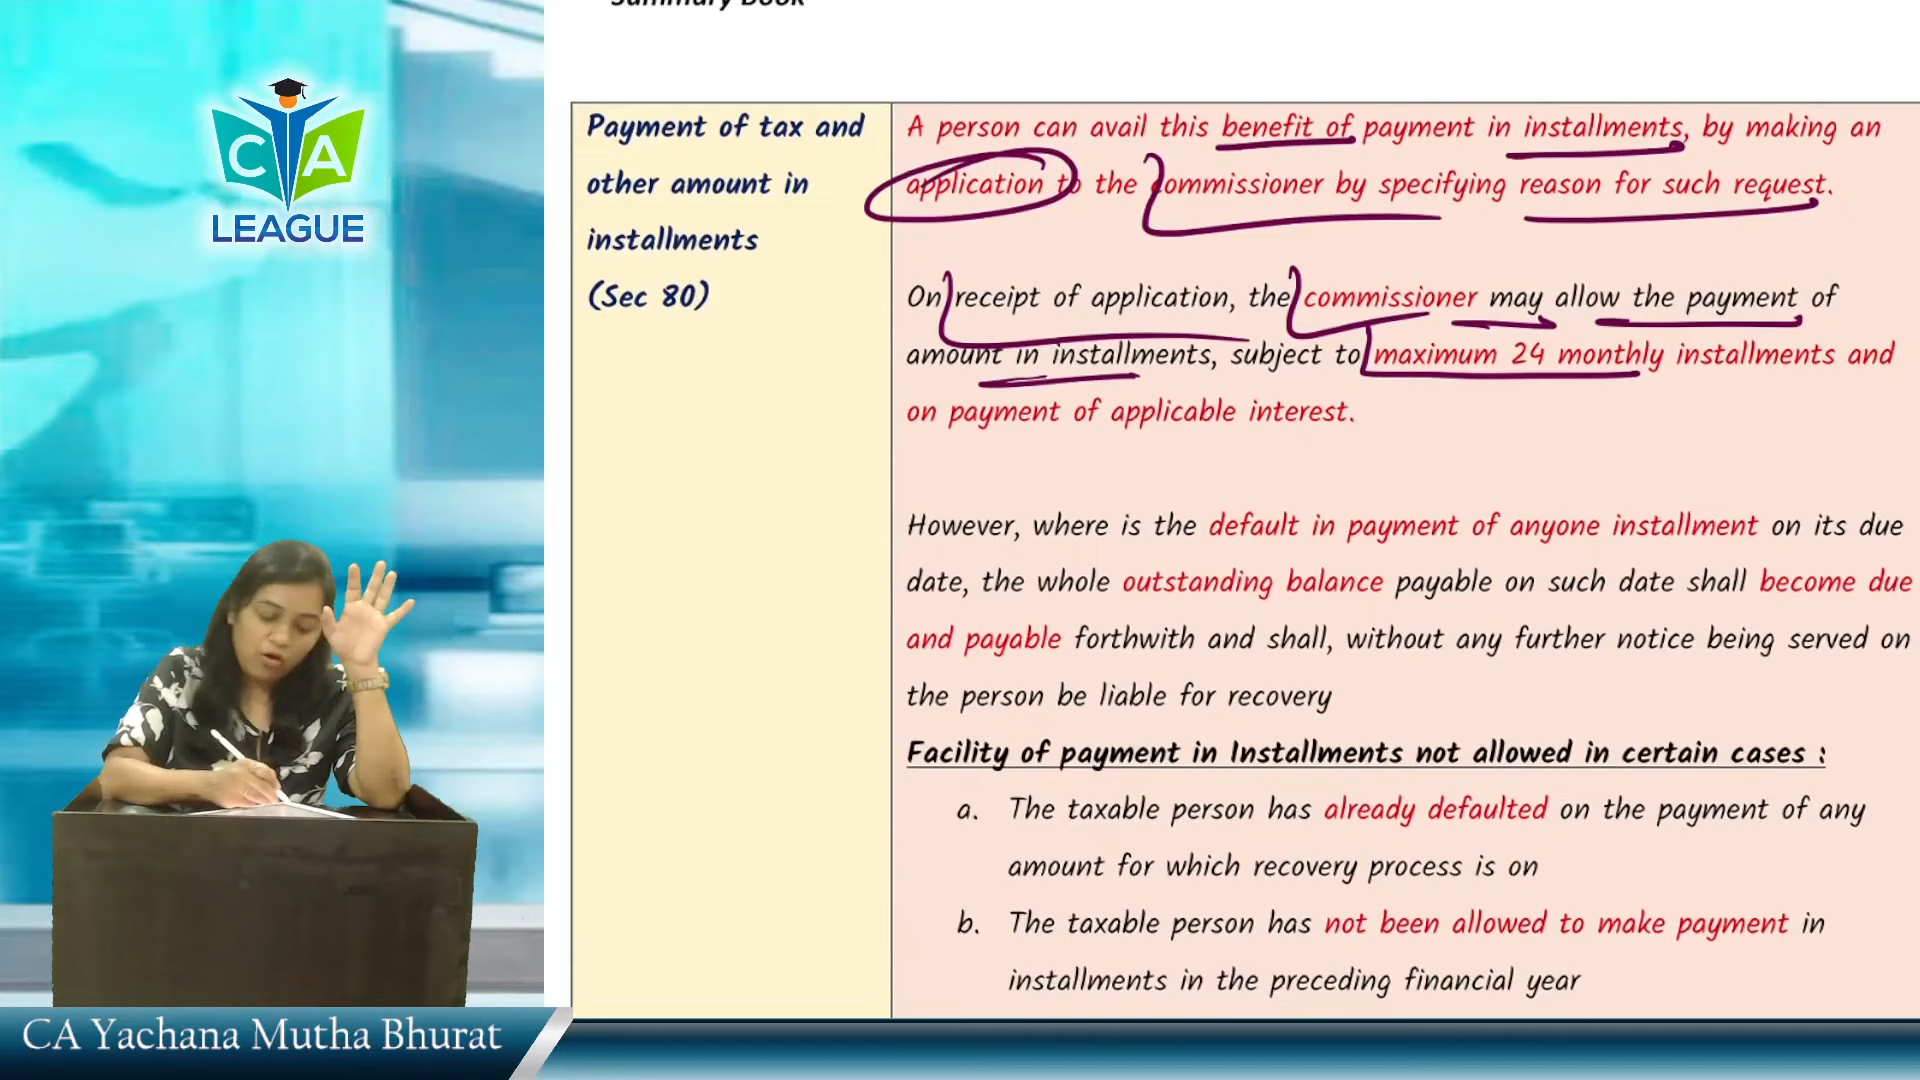 Summary Book
CA
LEAGUE
Payment of tax and
other amount in
installments
(Sec 80)
A person can avail this benefit of payment in installments, by making an
application to the commissioner by specifying reason for such request.
On receipt of application, the commissioner may allow the payment of
amount in installments, subject to maximum 24 monthly installments and
on payment of applicable interest.
However, where is the default in payment of anyone installment on its due
date, the whole outstanding balance payable on such date shall become due
and payable forthwith and shall, without any further notice being served on
the person be liable for recovery
Facility of payment in Installments not allowed in certain cases :
a. The taxable person has already defaulted on the payment of any
amount for which recovery process is on
b. The taxable person has not been allowed to make payment in
installments in the preceding financial year
CA Yachana Mutha Bhurat